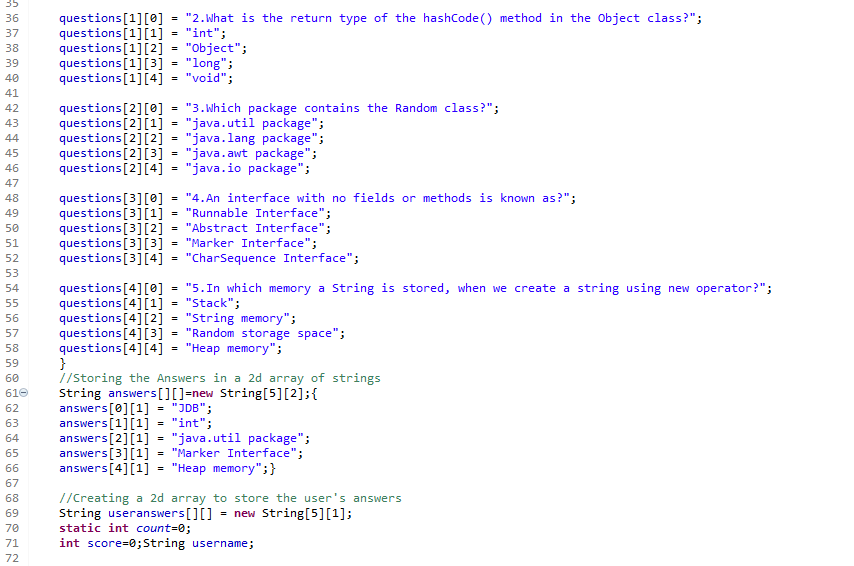 35
36 questions[1][0] = "2.What is the return type of the hashCode() method in the Object class?";
37 questions[1][1] = "int";
38 questions[1][2] = "Object";
39 questions[1][3] = "long";
40 questions[1][4] = "void";
41
42 questions[2][0] = "3.Which package contains the Random class?";
43 questions[2][1] = "java.util package";
44 questions[2][2] = "java.lang package";
45 questions[2][3] = "java.awt package";
46 questions[2][4] = "java.io package";
47
48 questions[3][0] = "4.An interface with no fields or methods is known as?";
49 questions[3][1] = "Runnable Interface";
50 questions[3][2] = "Abstract Interface";
51 questions[3][3] = "Marker Interface";
52 questions[3][4] = "CharSequence Interface";
53
54 questions[4][0] = "5.In which memory a String is stored, when we create a string using new operator?";
55 questions[4][1] = "Stack";
56 questions[4][2] = "String memory";
57 questions[4][3] = "Random storage space";
58 questions[4][4] = "Heap memory";
59 }
60 //Storing the Answers in a 2d array of strings
61 String answers[][]=new String[5][2];{
62 answers[0][1] = "JDB";
63 answers[1][1] = "int";
64 answers[2][1] = "java.util package";
65 answers[3][1] = "Marker Interface";
66 answers[4][1] = "Heap memory";}
67
68 //Creating a 2d array to store the user's answers
69 String useranswers[][] = new String[5][1];
70 static int count=0;
71 int score=0;String username;
72